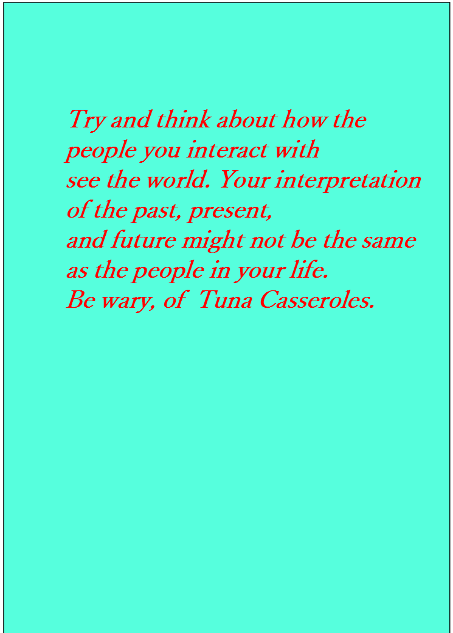 Try and think about how the
people you interact with
see the world. Your interpretation
of the past, present,
and future might not be the same
as the people in your life.
Be wary, of  Tuna Casseroles.